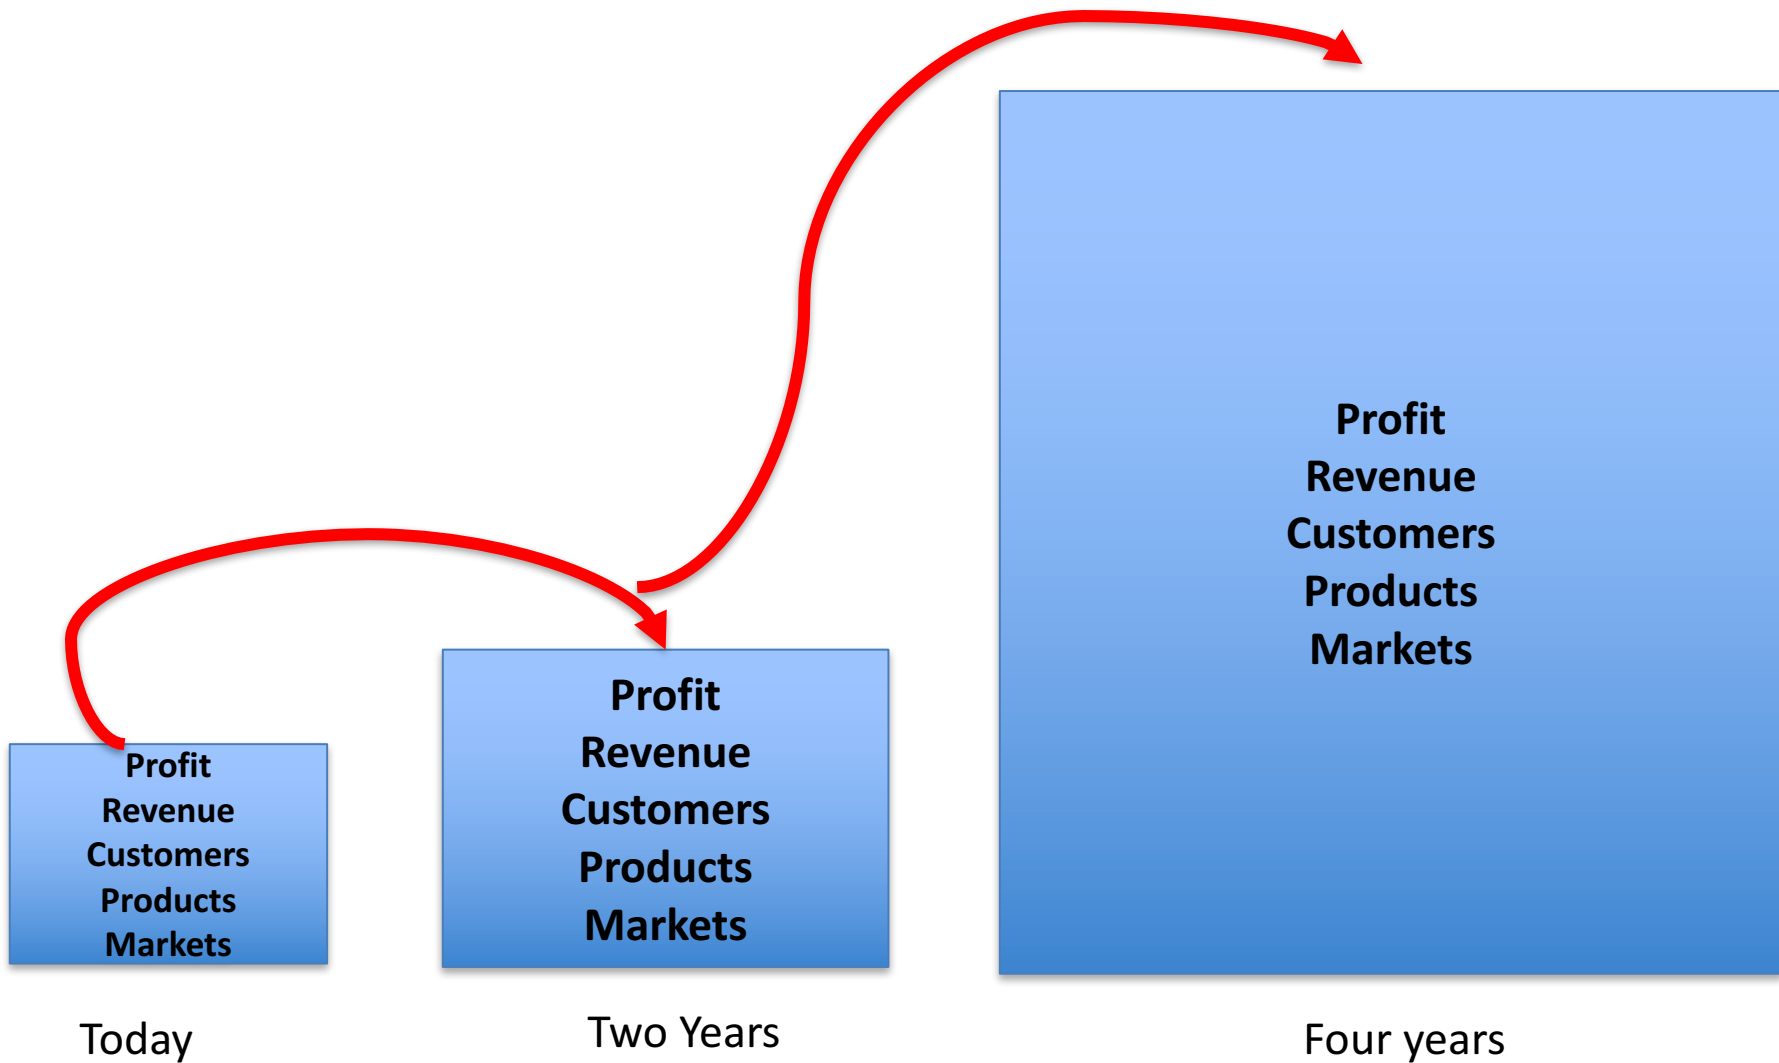 Profit
Revenue
Customers
Products
Markets
Today
Profit
Revenue
Customers
Products
Markets
Two Years
Profit
Revenue
Customers
Products
Markets
Four years